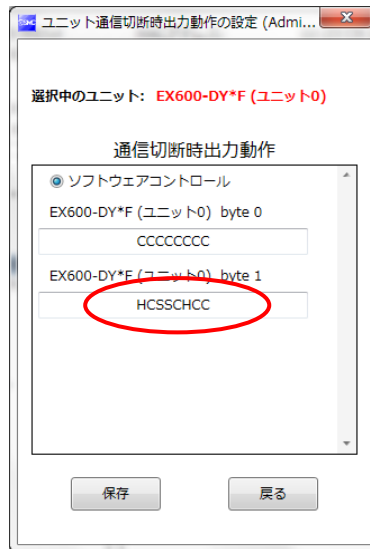 ユニット通信切断時出力動作の設定 (Admi...
選択中のユニット: EX600-DY*F (ユニット0)
通信切断時出力動作
ソフトウェアコントロール
EX600-DY*F (ユニット0) byte 0
CCCCCCCC
EX600-DY*F (ユニット0) byte 1
HCSSCHCC
保存 戻る